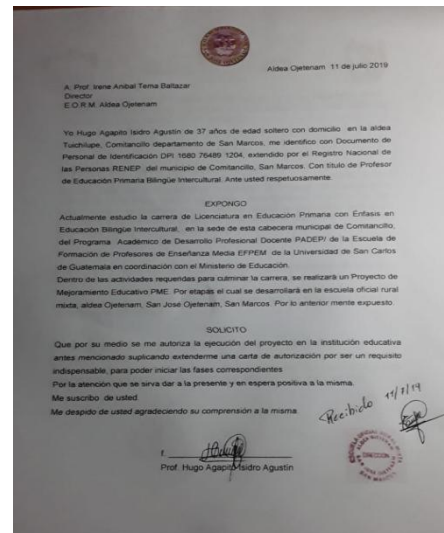 Aldea Ojetenam 11 de julio 2019
A: Prof. Irene Anibal Tema Baltazar
Director
E.O.R.M. Aldea Ojetenam
Yo Hugo Agapito Isidro Agustín de 37 años de edad soltero con domicilio en la aldea
Tuichilupe, Comitancillo departamento de San Marcos, me identifico con Documento de
Personal de Identificación DPI 1680 76489 1204, extendido por el Registro Nacional de
las Personas RENEP del municipio de Comitancillo, San Marcos. Con titulo de Profesor
de Educación Primaria Bilingüe Intercultural. Ante usted respetuosamente.
EXPONGO
Actualmente estudio la carrera de Licenciatura en Educación Primaria con Énfasis en
Educación Bilingüe Intercultural, en la sede de esta cabecera municipal de Comitancillo,
del Programa Academico de Desarrollo Profesional Docente PADEP/ de la Escuela de
Formación de Profesores de Enseñanza Media EFPEM de la Universidad de San Carlos
de Guatemala en coordinación con el Ministerio de Educación.
Dentro de las actividades requeridas para culminar la carrera, se realizará un Proyecto de
Mejoramiento Educativo PME. Por etapas el cual se desarrollará en la escuela oficial rural
mixta, aldea Ojetenam, San José Ojetenam, San Marcos. Por lo anterior mente expuesto.
SOLICITO
Que por su medio se me autoriza la ejecución del proyecto en la institución educativa
antes mencionado suplicando extenderme una carta de autorización por ser un requisito
indispensable, para poder iniciar las fases correspondientes
Por la atención que se sirva dar a la presente y en espera positiva a la misma.
Me suscribo de usted.
Me despido de usted agradeciendo su comprensión a la misma.
Recibido 11/7/19
f.
Prof. Hugo Agapito Isidro Agustín
DIRECCION
SAN MARCOS